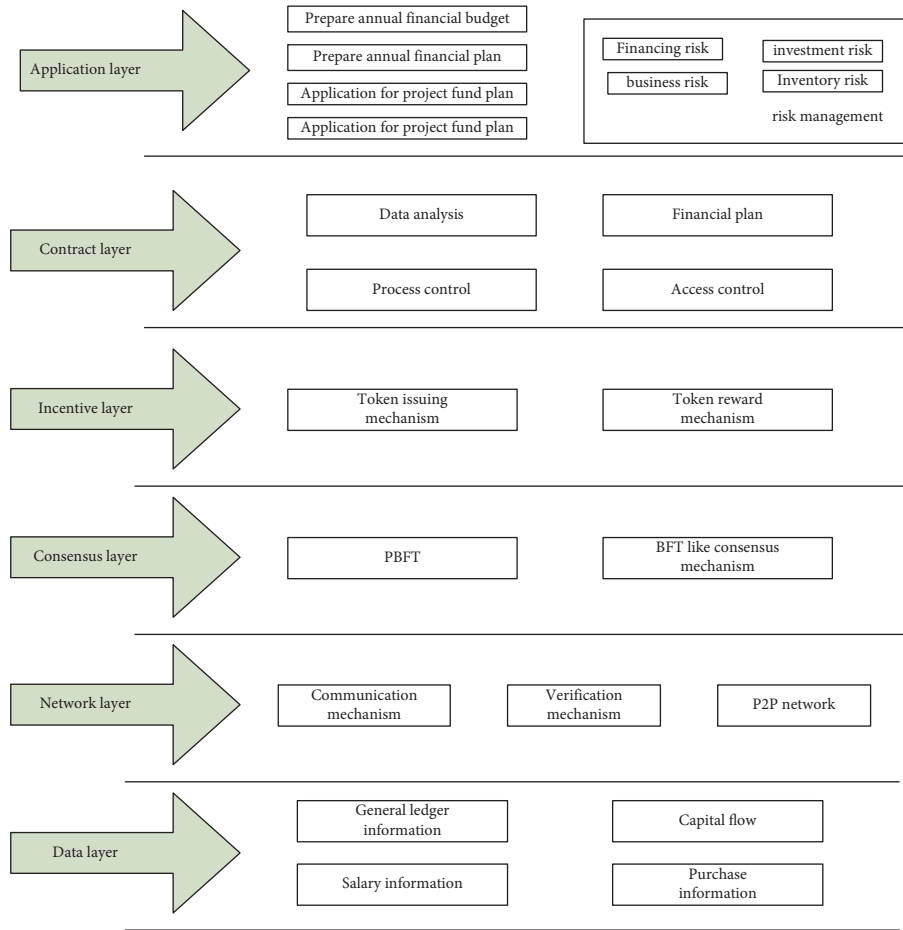 Application layer
Prepare annual financial budget
Prepare annual financial plan
Application for project fund plan
Application for project fund plan
Financing risk
investment risk
business risk
Inventory risk
risk management
Contract layer
Data analysis
Financial plan
Process control
Access control
Incentive layer
Token issuing
mechanism
Token reward
mechanism
Consensus layer
PBFT
BFT like consensus
mechanism
Network layer
Communication
mechanism
Verification
mechanism
P2P network
Data layer
General ledger
information
Capital flow
Salary information
Purchase
information